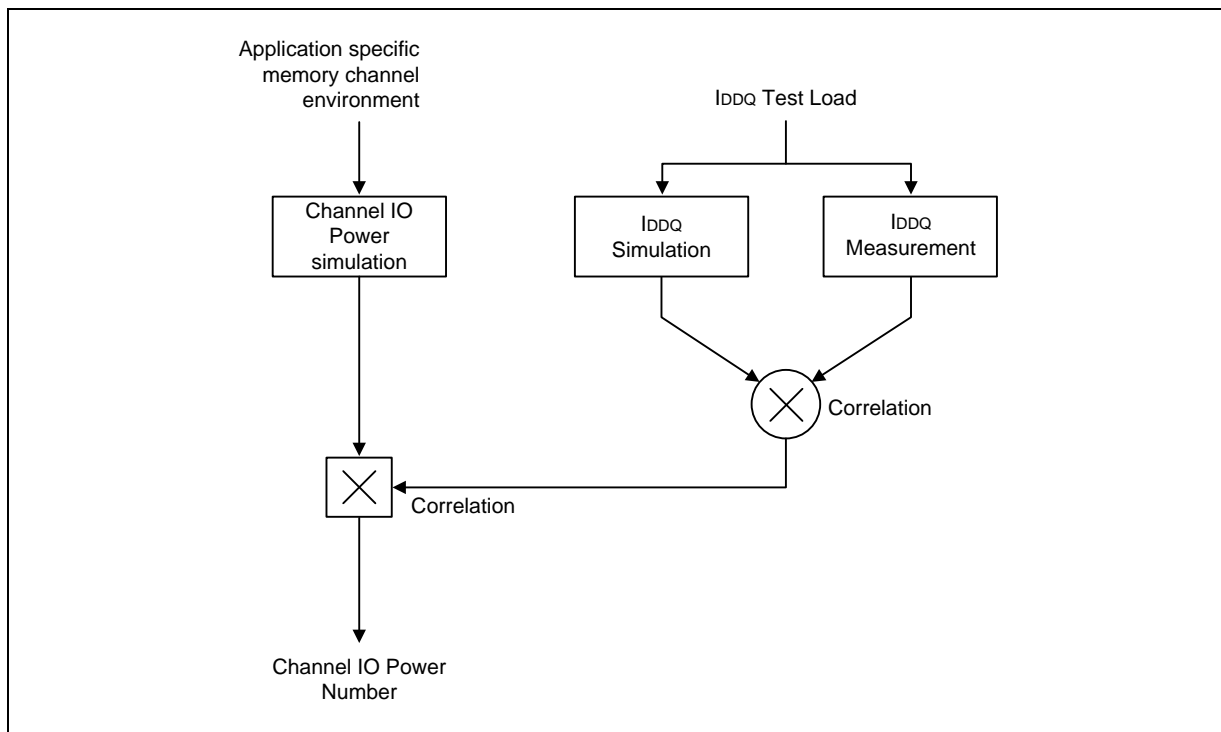 Application specific
memory channel
environment
IDDQ Test Load
Channel IO
Power
simulation
IDDQ
Simulation
IDDQ
Measurement
Correlation
Correlation
Channel IO Power
Number